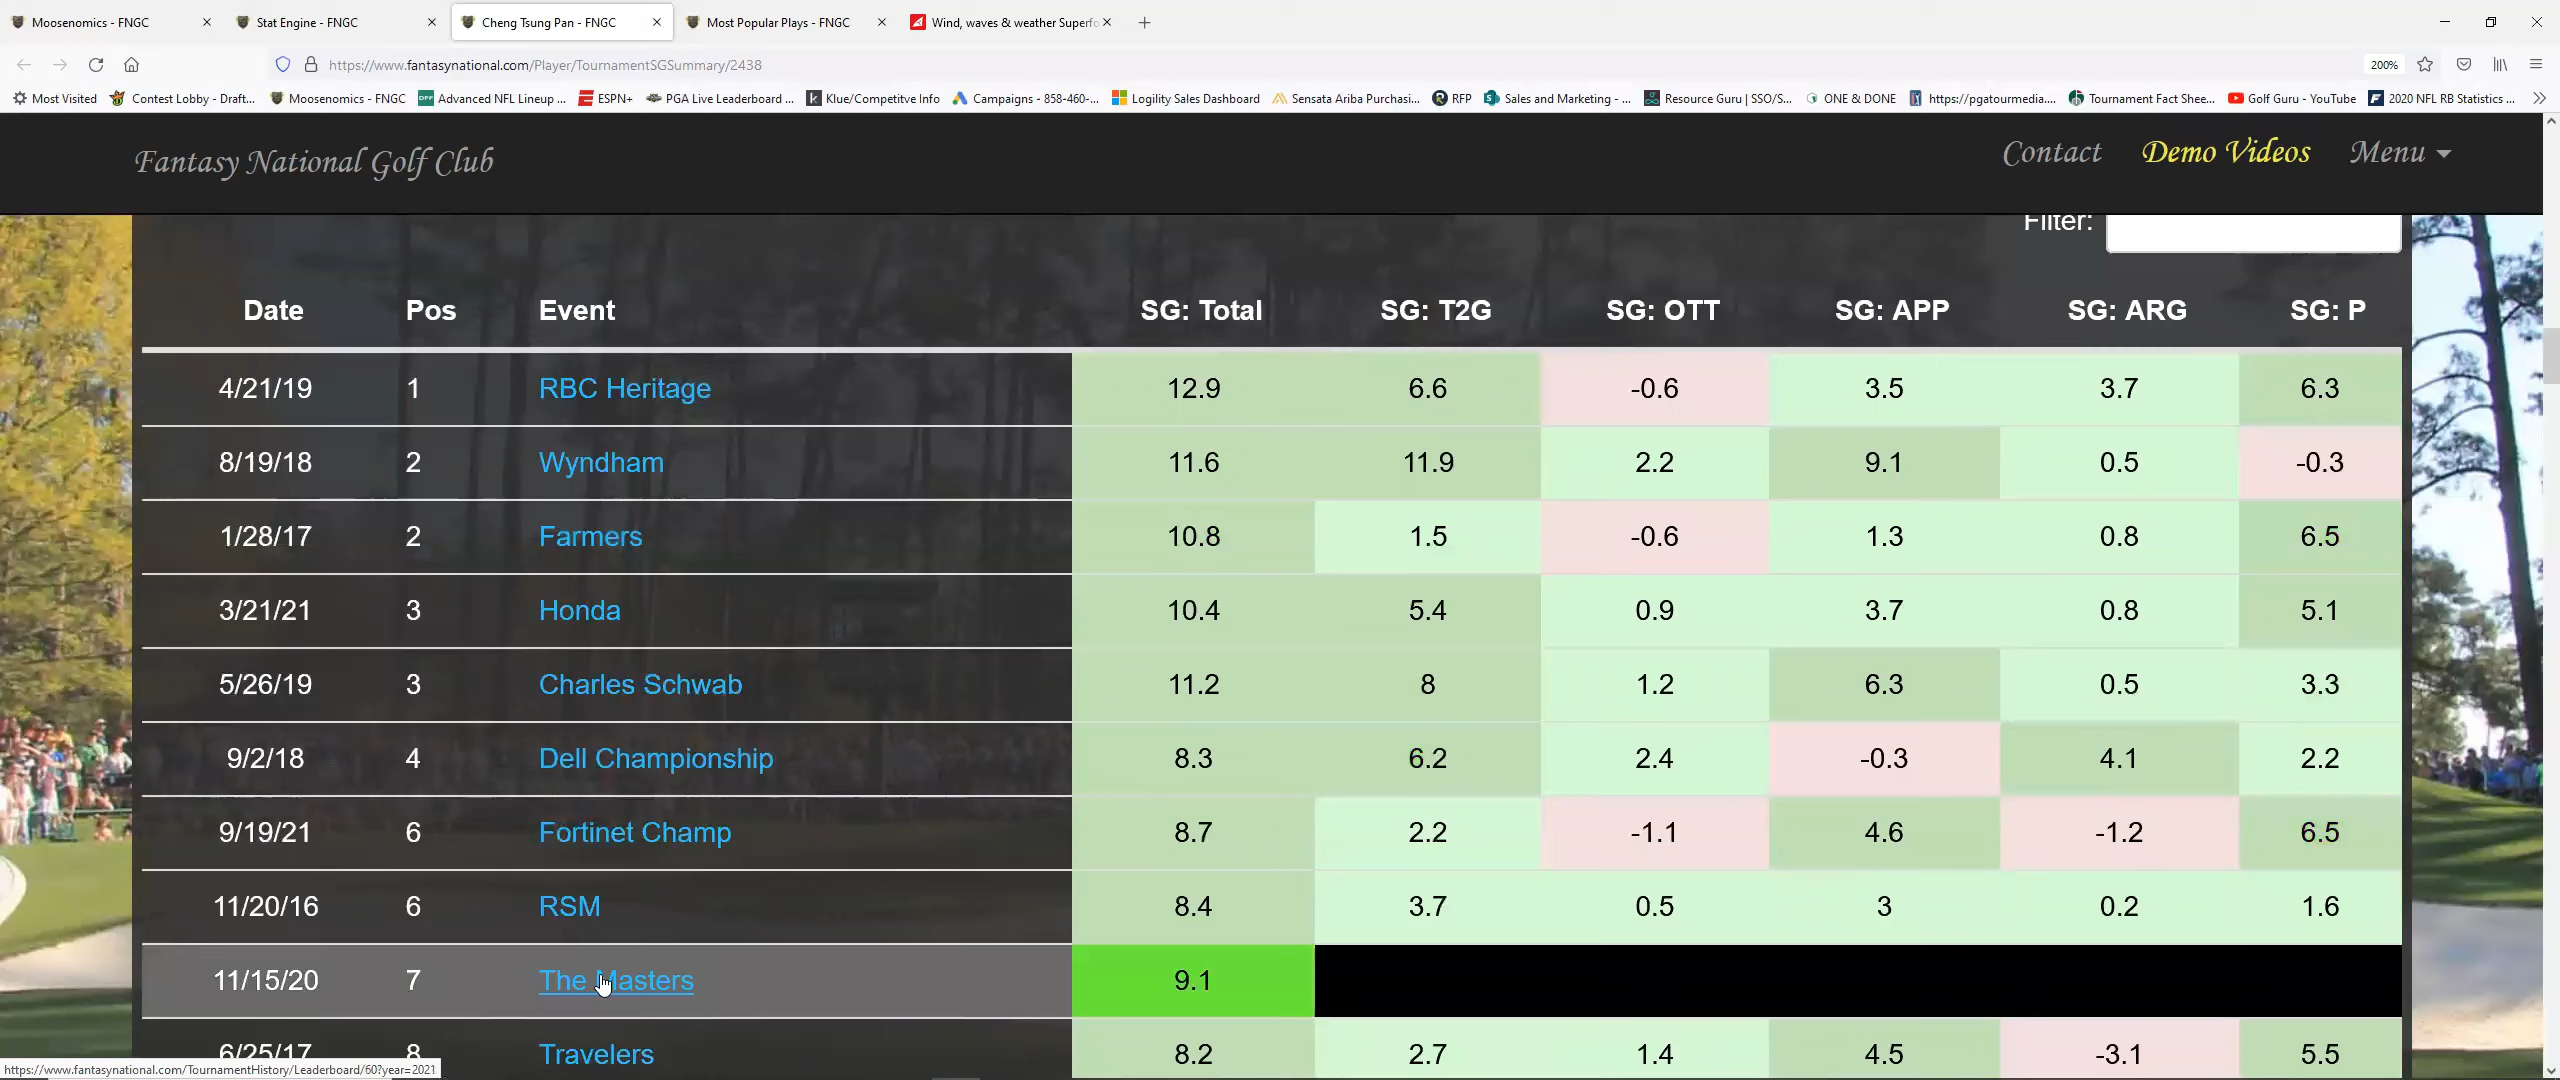 Moosenomics - FNGC
Stat Engine - FNGC
Cheng Tsung Pan - FNGC
Most Popular Plays - FNGC
Wind, waves & weather Superfo
https://www.fantasynational.com/Player/TournamentSGSummary/2438
200%
Most Visited
Contest Lobby - Draft...
Moosenomics - FNGC
Advanced NFL Lineup ...
ESPN+
PGA Live Leaderboard ...
Klue/Competitve Info
Campaigns - 858-460-...
Logility Sales Dashboard
Sensata Ariba Purchasi...
RFP
Sales and Marketing - ...
Resource Guru | SSO/S...
ONE & DONE
https://pgatourmedia....
Tournament Fact Shee...
Golf Guru - YouTube
2020 NFL RB Statistics ...
Fantasy National Golf Club
Contact Demo Videos Menu
Filter:
Date Pos Event SG: Total SG: T2G SG: OTT SG: APP SG: ARG SG: P
4/21/19 1 RBC Heritage 12.9 6.6 -0.6 3.5 3.7 6.3
8/19/18 2 Wyndham 11.6 11.9 2.2 9.1 0.5 -0.3
1/28/17 2 Farmers 10.8 1.5 -0.6 1.3 0.8 6.5
3/21/21 3 Honda 10.4 5.4 0.9 3.7 0.8 5.1
5/26/19 3 Charles Schwab 11.2 8 1.2 6.3 0.5 3.3
9/2/18 4 Dell Championship 8.3 6.2 2.4 -0.3 4.1 2.2
9/19/21 6 Fortinet Champ 8.7 2.2 -1.1 4.6 -1.2 6.5
11/20/16 6 RSM 8.4 3.7 0.5 3 0.2 1.6
11/15/20 7 The Masters 9.1
6/25/17 8 Travelers 8.2 2.7 1.4 4.5 -3.1 5.5
https://www.fantasynational.com/TournamentHistory/Leaderboard/60?year=2021